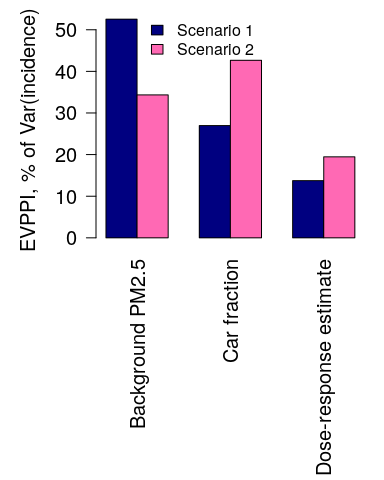 EVPPI, % of Var(incidence)
50
40
30
20
10
0
Scenario 1
Scenario 2
Background PM2.5
Car fraction
Dose-response estimate